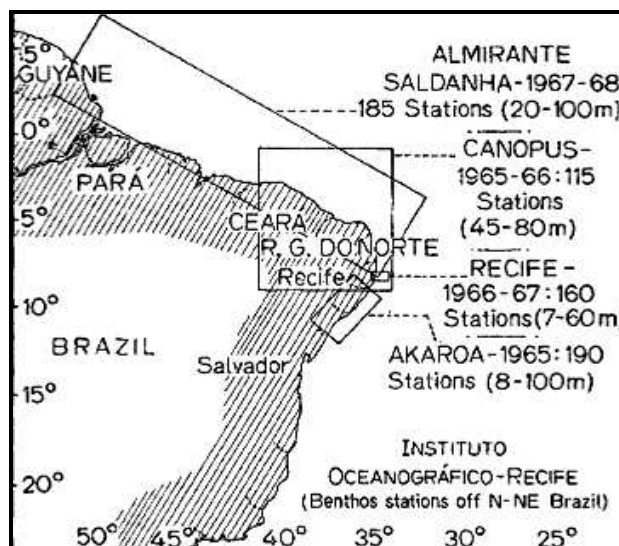 5°
GUYANE
0°
PARÁ
5°
CEARÁ
R. G. DO NORTE
Recife
10°
BRAZIL
Salvador
15°
20°
50° 45° 40° 35° 30° 25°
ALMIRANTE
SALDANHA-1967-68
185 Stations (20-100m)
CANOPUS-
1965-66:115
Stations
(45-80m)
RECIFE-
1966-67:160
Stations(7-60m
AKAROA-1965:190
Stations (8-100m)
INSTITUTO
OCEANOGRÁFICO-RECIFE
(Benthos stations off N-NE Brazil)